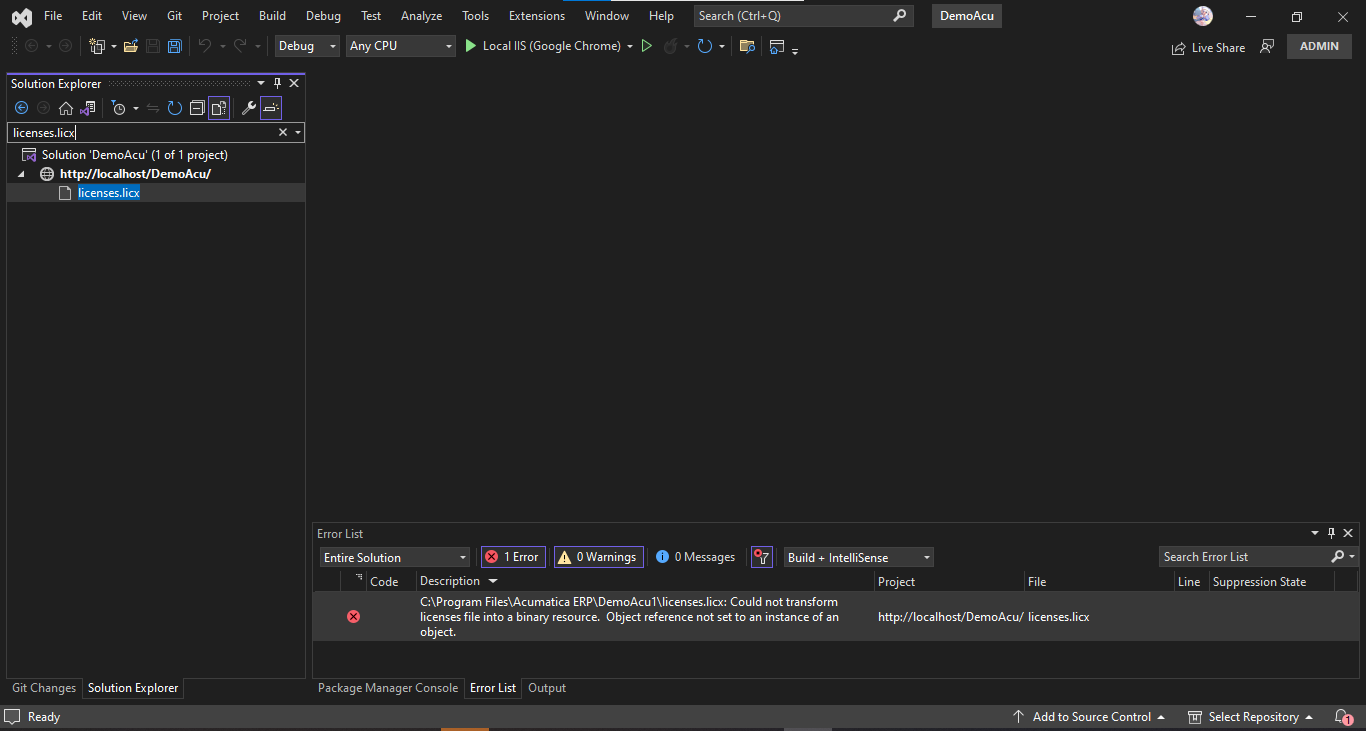 File Edit View Git Project Build Debug Test Analyze Tools Extensions Window Help Search (Ctrl+Q) DemoAcu
Debug Any CPU Local IIS (Google Chrome) Live Share ADMIN
Solution Explorer
licenses.licx
Solution 'DemoAcu' (1 of 1 project)
http://localhost/DemoAcu/
licenses.licx
Error List
Entire Solution 1 Error 0 Warnings 0 Messages Build + IntelliSense Search Error List
Code Description Project File Line Suppression State
C:\Program Files\Acumatica ERP\DemoAcu1\licenses.licx: Could not transform
licenses file into a binary resource. Object reference not set to an instance of an
object.
http://localhost/DemoAcu/ licenses.licx
Git Changes Solution Explorer Package Manager Console Error List Output
Ready Add to Source Control Select Repository 1